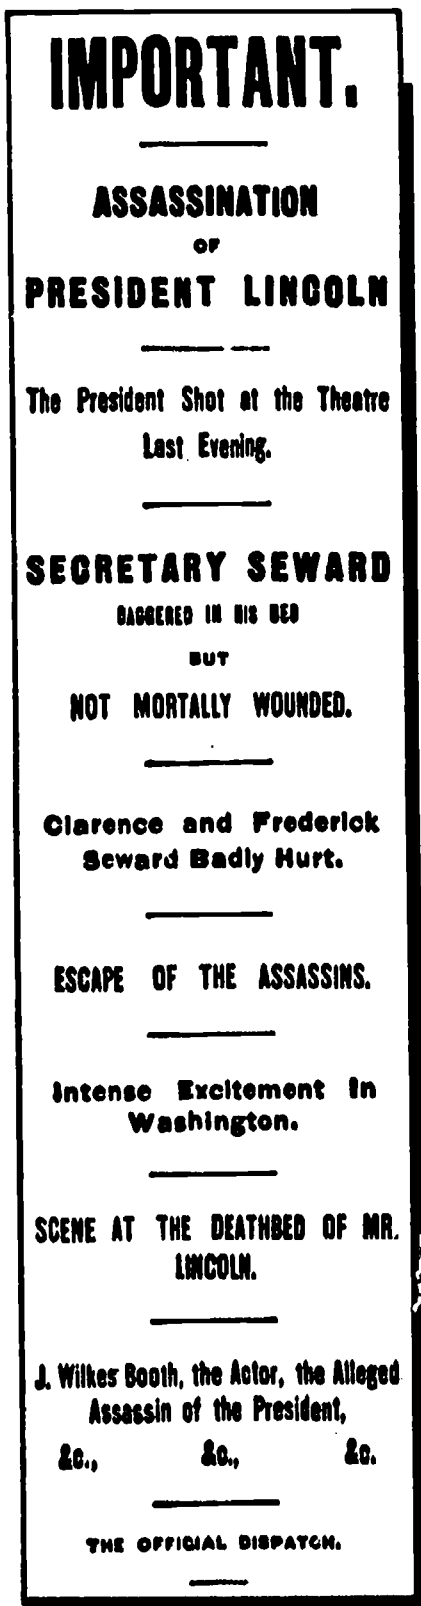 IMPORTANT.
ASSASSINATION
OF
PRESIDENT LINCOLN
The President Shot at the Theatre
Last Evening.
SECRETARY SEWARD
DAGGERED IN HIS BED
BUT
NOT MORTALLY WOUNDED.
Clarence and Frederick
Seward Badly Hurt.
ESCAPE OF THE ASSASSINS.
Intense Excitement in
Washington.
SCENE AT THE DEATHBED OF MR.
LINCOLN.
J. Wilkes Booth, the Actor, the Alleged
Assassin of the President,
&c., &c., &c.
THE OFFICIAL DISPATCH.